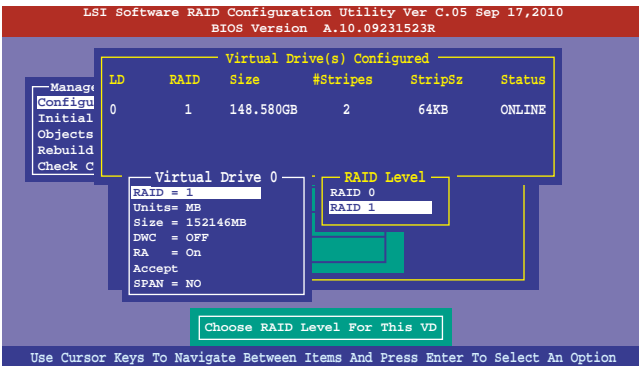 LSI Software RAID Configuration Utility Ver C.05 Sep 17,2010
BIOS Version A.10.09231523R
Virtual Drive(s) Configured
LD RAID Size #Stripes StripSz Status
0 1 148.580GB 2 64KB ONLINE
Manage
Configu
Initial
Objects
Rebuild
Check C
Virtual Drive 0
RAID = 1
Units= MB
Size = 152146MB
DWC = OFF
RA = On
Accept
SPAN = NO
RAID Level
RAID 0
RAID 1
Choose RAID Level For This VD
Use Cursor Keys To Navigate Between Items And Press Enter To Select An Option